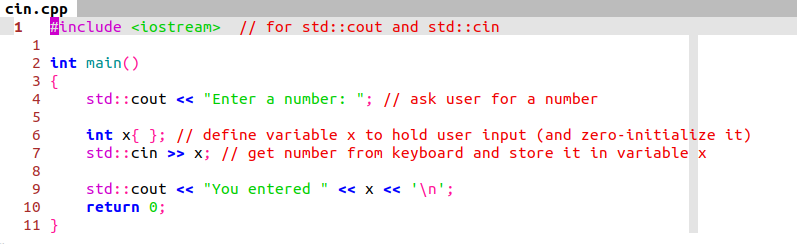 cin.cpp
1 #include <iostream>  // for std::cout and std::cin
1
2 int main()
3 {
4     std::cout << "Enter a number: "; // ask user for a number
5
6     int x{ }; // define variable x to hold user input (and zero-initialize it)
7     std::cin >> x; // get number from keyboard and store it in variable x
8
9     std::cout << "You entered " << x << '\n';
10     return 0;
11 }